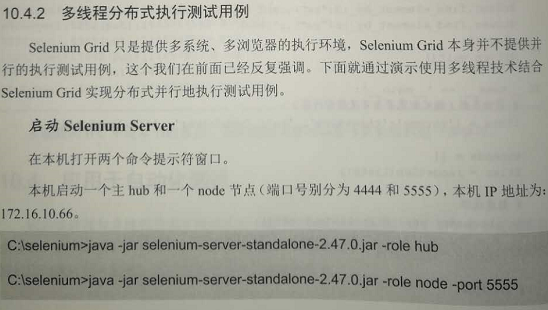 10.4.2 多线程分布式执行测试用例
Selenium Grid 只是提供多系统、多浏览器的执行环境，Selenium Grid 本身并不提供并
行的执行测试用例，这个我们在前面已经反复强调。下面就通过演示使用多线程技术结合
Selenium Grid 实现分布式并行地执行测试用例。
启动 Selenium Server
在本机打开两个命令提示符窗口。
本机启动一个主 hub 和一个 node 节点（端口号别分为 4444 和 5555），本机 IP 地址为：
172.16.10.66。
C:\selenium>java -jar selenium-server-standalone-2.47.0.jar -role hub
C:\selenium>java -jar selenium-server-standalone-2.47.0.jar -role node -port 5555